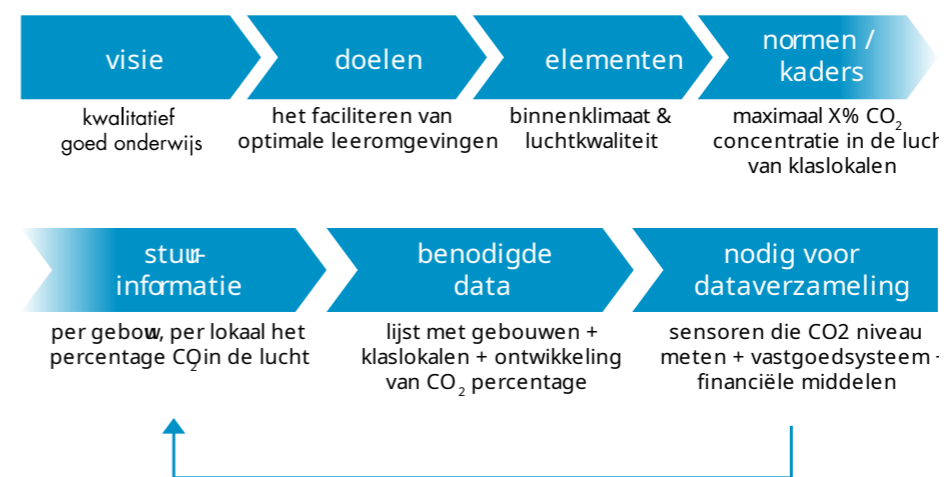 visie
doelen
elementen
normen /
kaders
kwalitatief
goed onderwijs
het faciliteren van
optimale leeromgevingen
binnenklimaat &
luchtkwaliteit
maximaal X% CO₂
concentratie in de luch
van klaslokalen
stuur-
informatie
benodigde
data
nodig voor
dataverzameling
per gebouw, per lokaal het
percentage CO₂ in de lucht
lijst met gebouwen +
klaslokalen + ontwikkeling
van CO₂ percentage
sensoren die CO2 niveau
meten + vastgoedsysteem +
financiële middelen